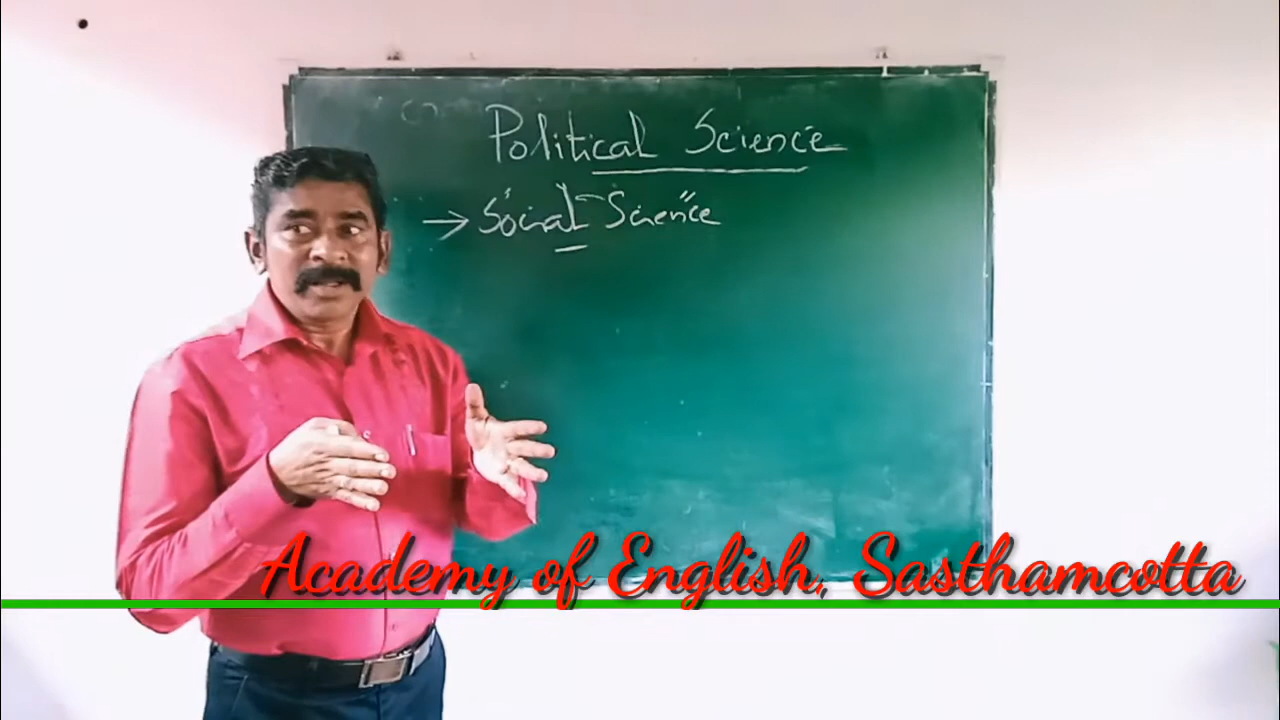 Political Science
→ Social Science
Academy of English, Sasthamcotta